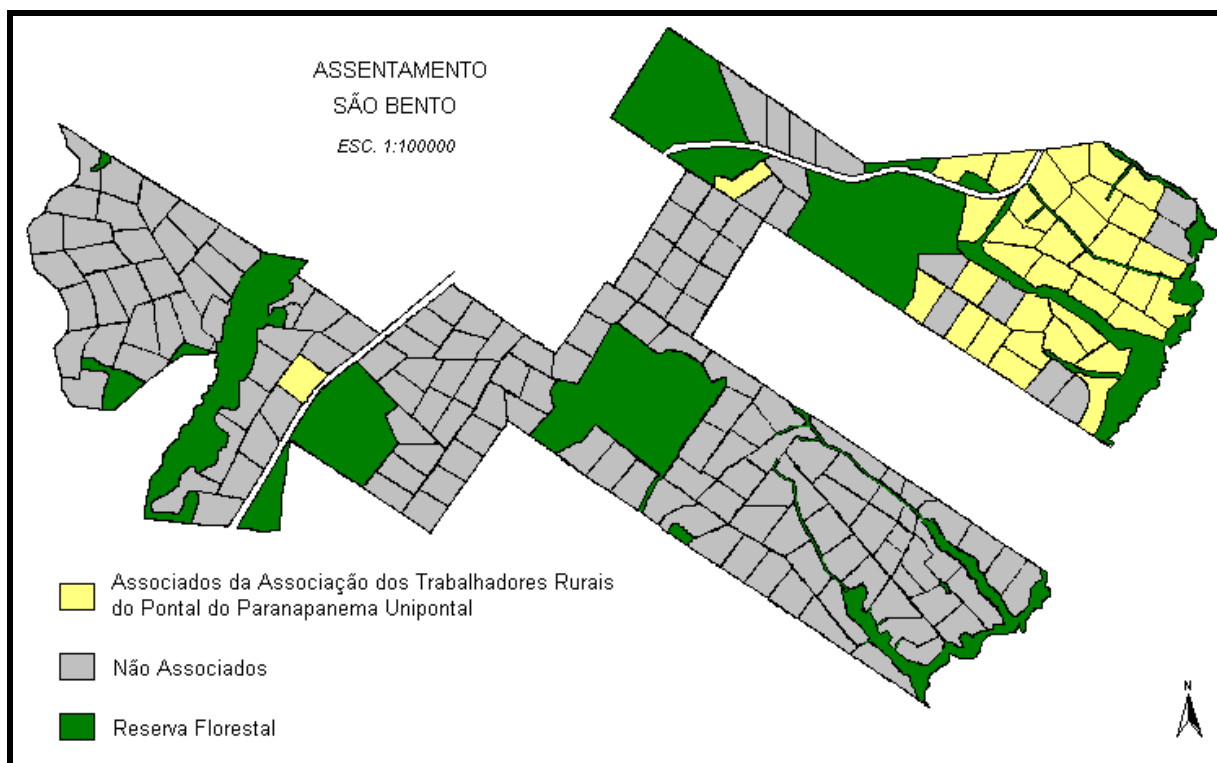 ASSENTAMENTO
SÃO BENTO
ESC. 1:100000
Associados da Associação dos Trabalhadores Rurais
do Pontal do Paranapanema Unipontal
Não Associados
Reserva Florestal
N